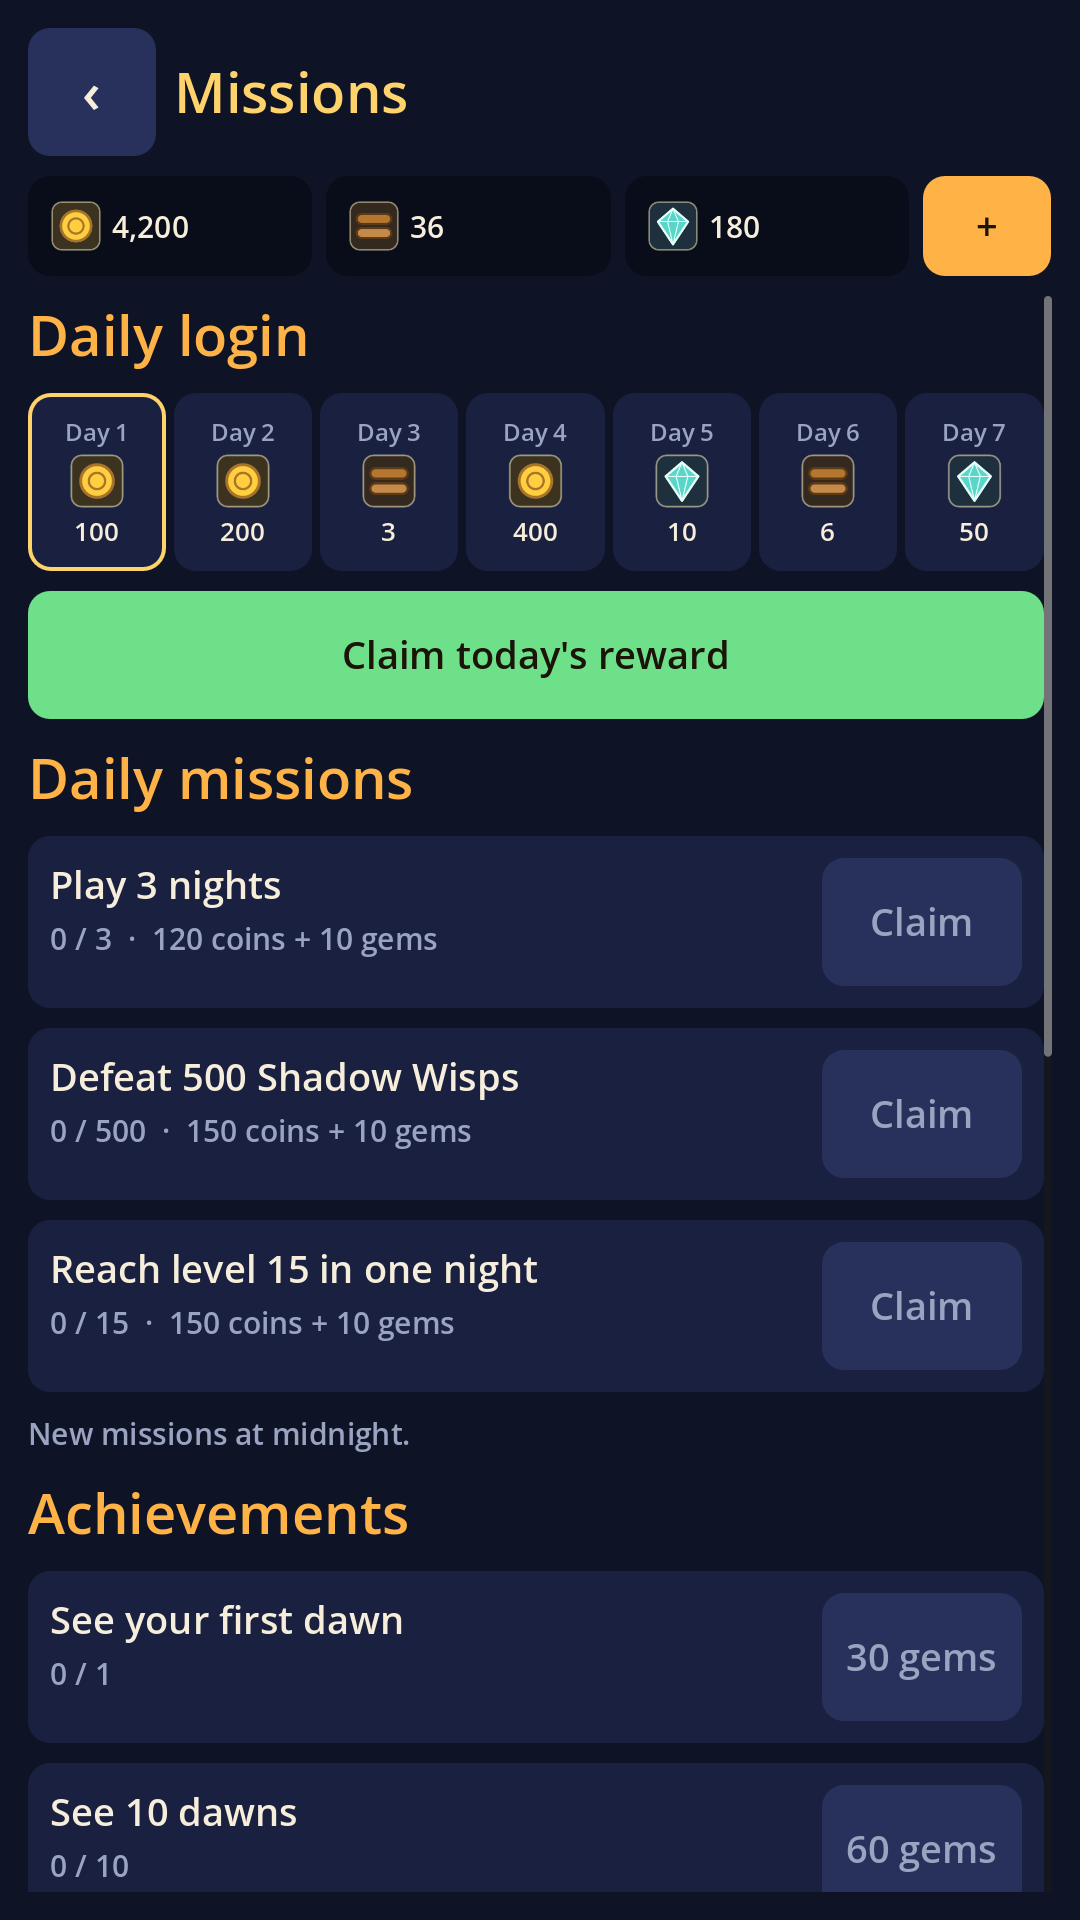 ‹ Missions
4,200 36 180 +
Daily login
Day 1 Day 2 Day 3 Day 4 Day 5 Day 6 Day 7
100 200 3 400 10 6 50
Claim today's reward
Daily missions
Play 3 nights
0 / 3 · 120 coins + 10 gems
Claim
Defeat 500 Shadow Wisps
0 / 500 · 150 coins + 10 gems
Claim
Reach level 15 in one night
0 / 15 · 150 coins + 10 gems
Claim
New missions at midnight.
Achievements
See your first dawn
0 / 1
30 gems
See 10 dawns
0 / 10
60 gems